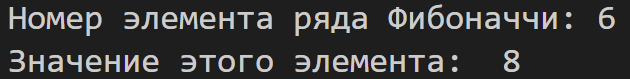 Номер элемента ряда Фибоначчи: 6
Значение этого элемента:  8